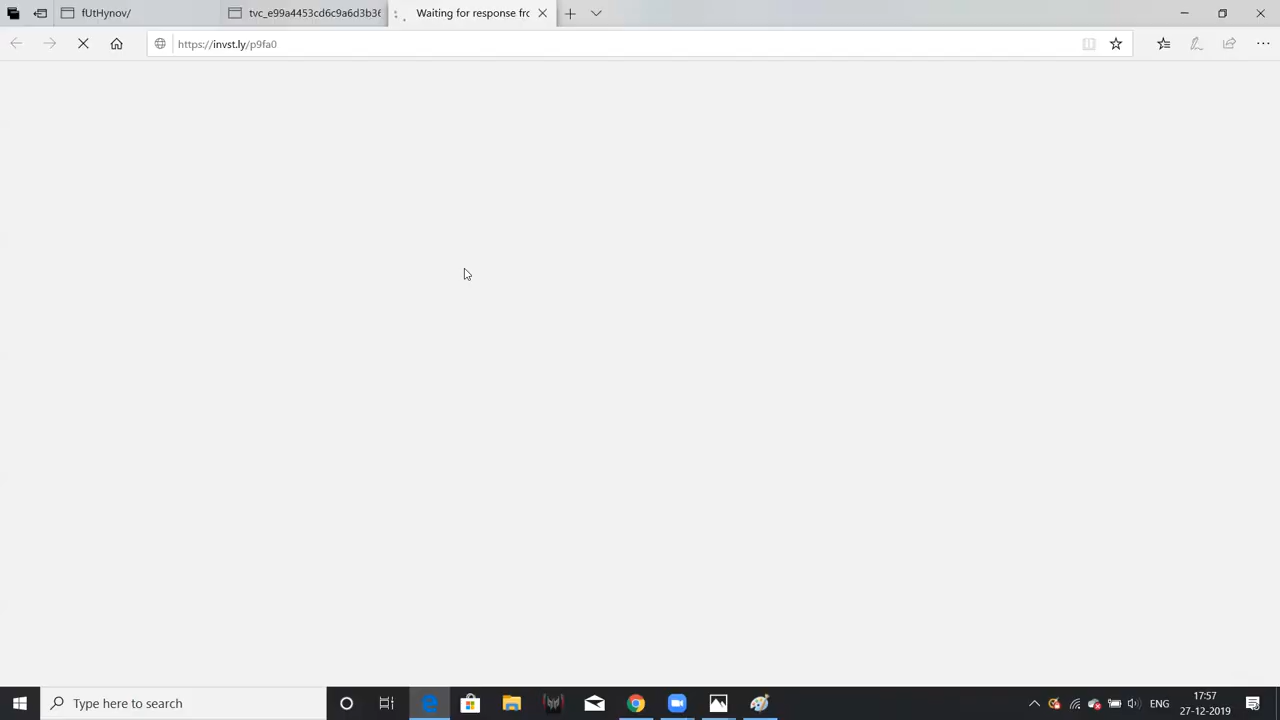 fUtHynov/
tvc_e99a4453cd6c9a6d3b36
Waiting for response fro
https://invst.ly/p9fa0
Type here to search
ENG
17:57
27-12-2019